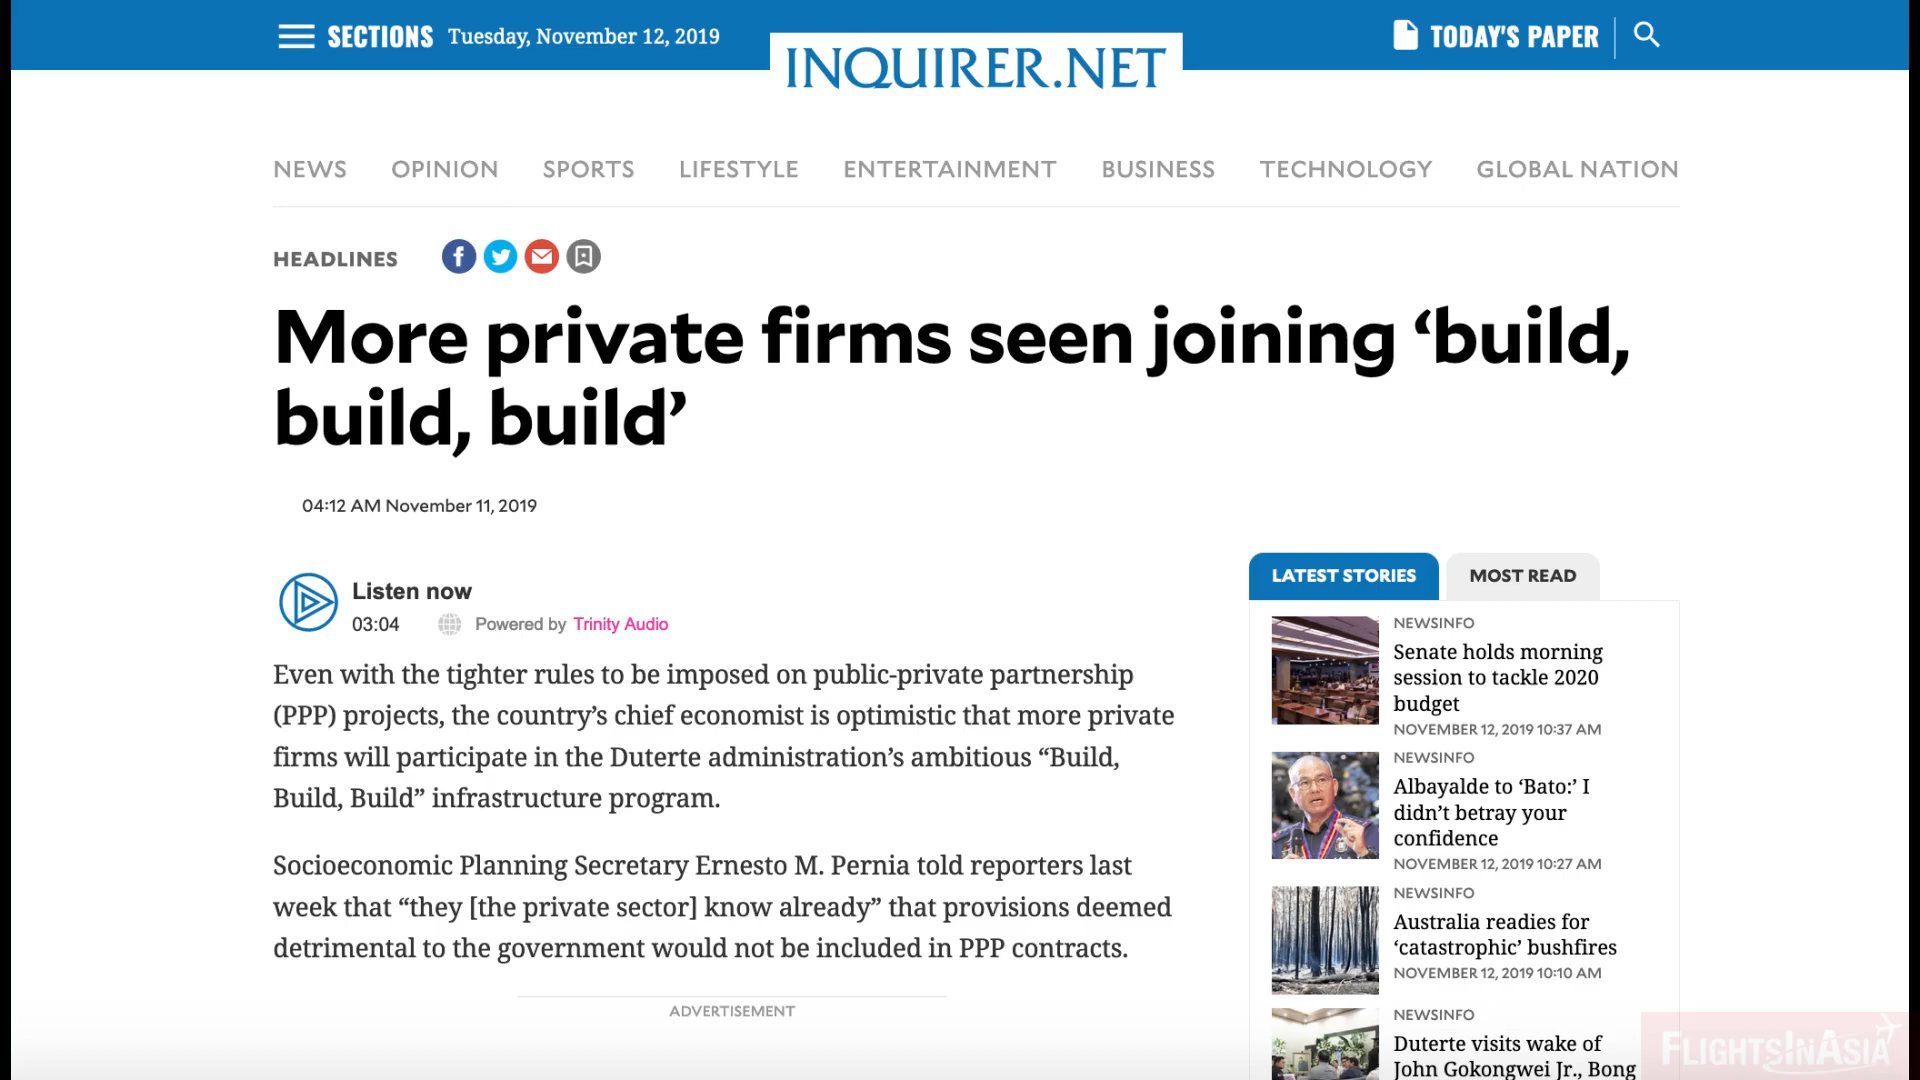 SECTIONS Tuesday, November 12, 2019
INQUIRER.NET
TODAY'S PAPER
NEWS OPINION SPORTS LIFESTYLE ENTERTAINMENT BUSINESS TECHNOLOGY GLOBAL NATION
HEADLINES
More private firms seen joining ‘build,
build, build’
04:12 AM November 11, 2019
Listen now
03:04 Powered by Trinity Audio
Even with the tighter rules to be imposed on public-private partnership
(PPP) projects, the country’s chief economist is optimistic that more private
firms will participate in the Duterte administration’s ambitious “Build,
Build, Build” infrastructure program.
Socioeconomic Planning Secretary Ernesto M. Pernia told reporters last
week that “they [the private sector] know already” that provisions deemed
detrimental to the government would not be included in PPP contracts.
ADVERTISEMENT
LATEST STORIES MOST READ
NEWSINFO
Senate holds morning
session to tackle 2020
budget
NOVEMBER 12, 2019 10:37 AM
NEWSINFO
Albayalde to ‘Bato:’ I
didn’t betray your
confidence
NOVEMBER 12, 2019 10:27 AM
NEWSINFO
Australia readies for
‘catastrophic’ bushfires
NOVEMBER 12, 2019 10:10 AM
NEWSINFO
Duterte visits wake of
John Gokongwei Jr., Bong
FLIGHTSINASIA